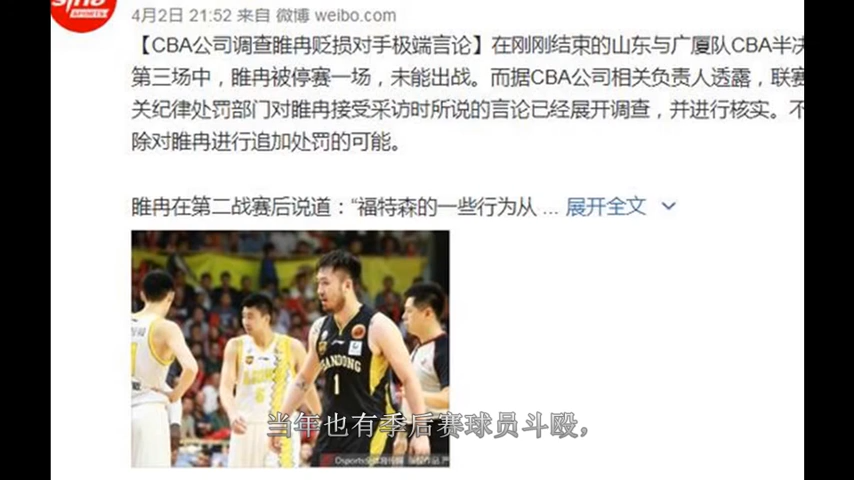 sina
SPORTS
4月2日 21:52 来自 微博 weibo.com
【CBA公司调查睢冉贬损对手极端言论】在刚刚结束的山东与广厦队CBA半决
第三场中，睢冉被停赛一场，未能出战。而据CBA公司相关负责人透露，联赛
关纪律处罚部门对睢冉接受采访时所说的言论已经展开调查，并进行核实。不
除对睢冉进行追加处罚的可能。
睢冉在第二战赛后说道：“福特森的一些行为从 ... 展开全文
SHANDONG
1
当年也有季后赛球员斗殴，